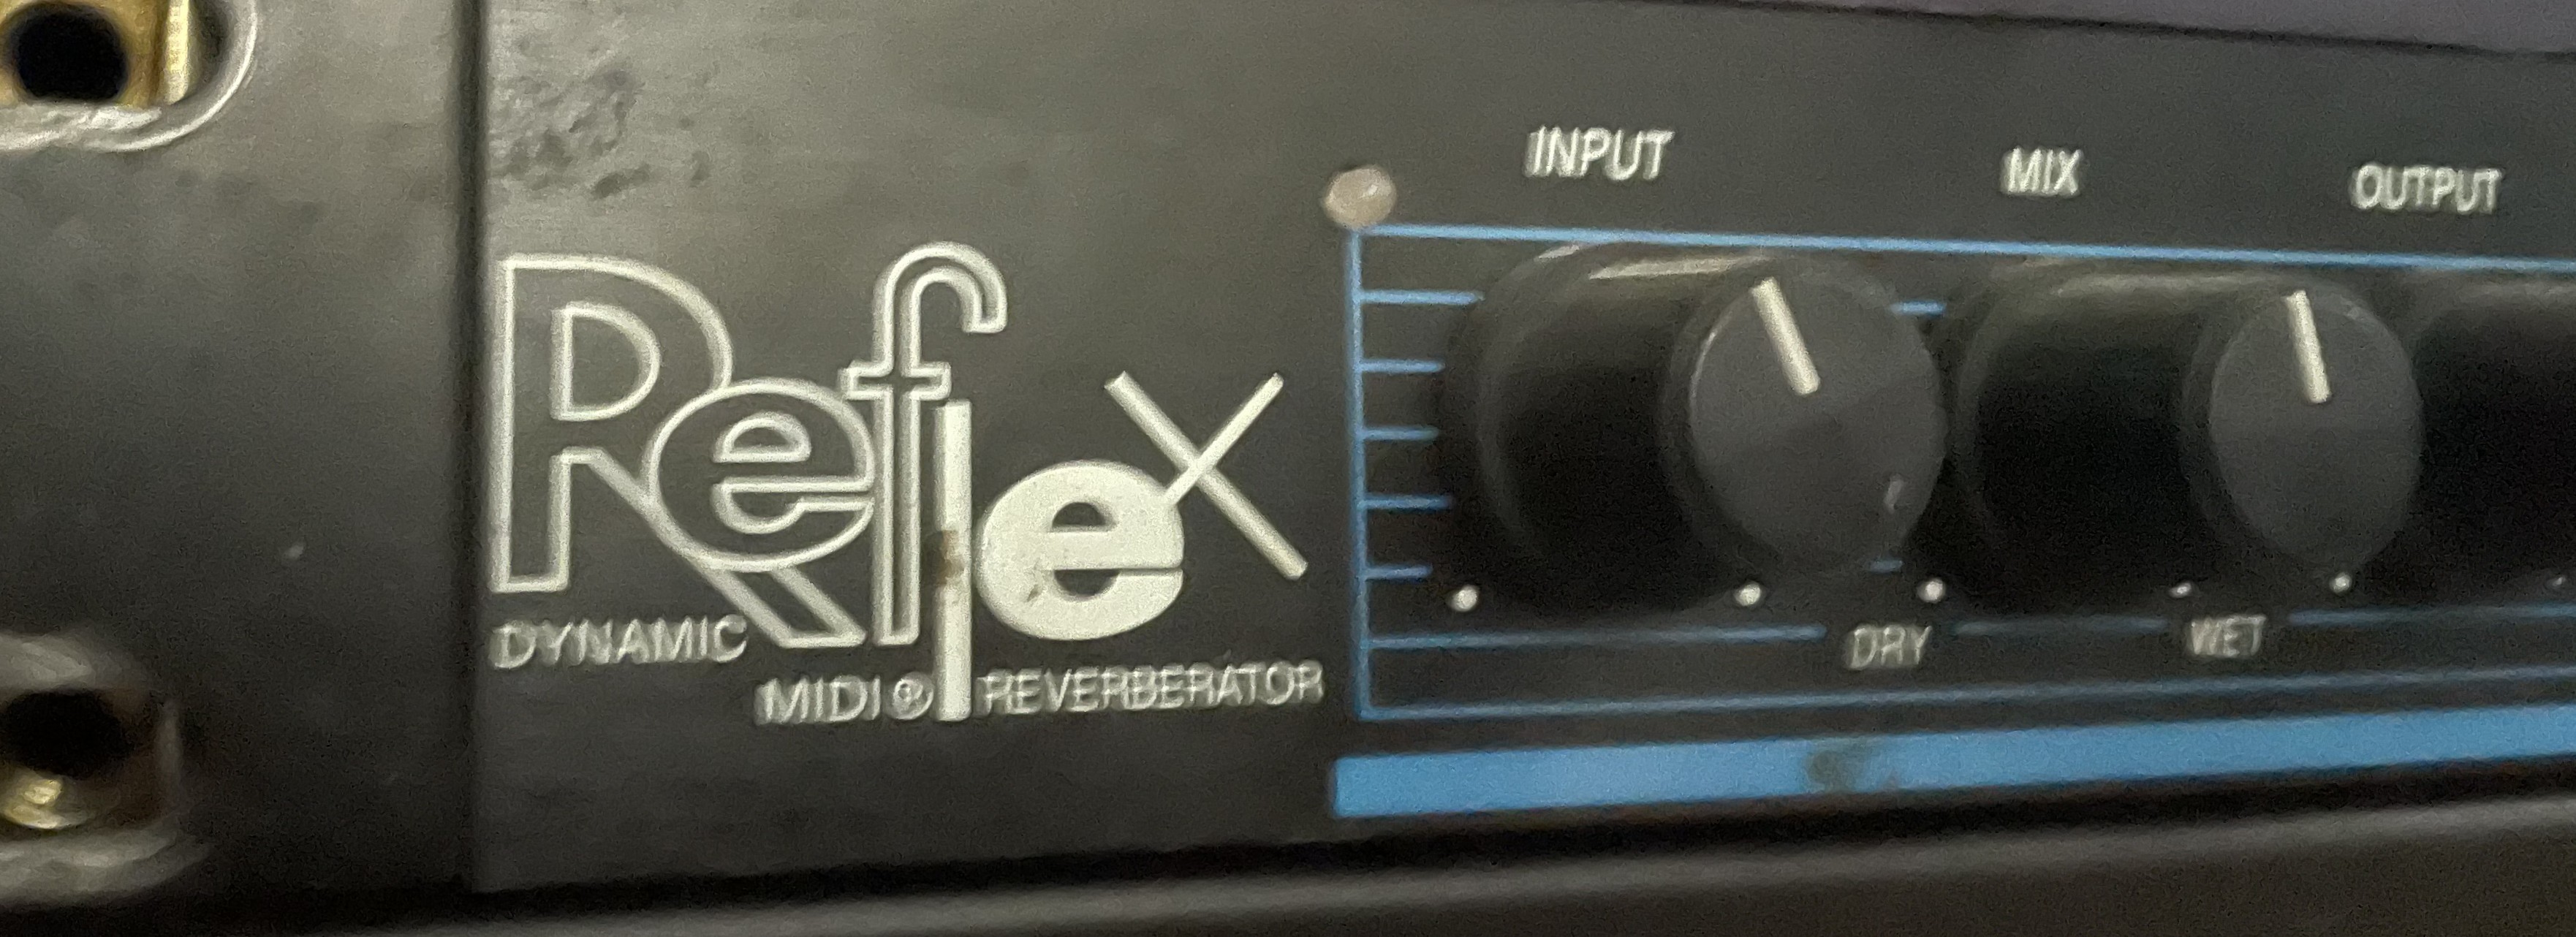 Reflex
DYNAMIC
MIDI® REVERBERATOR
INPUT
MIX
OUTPUT
DRY
WET